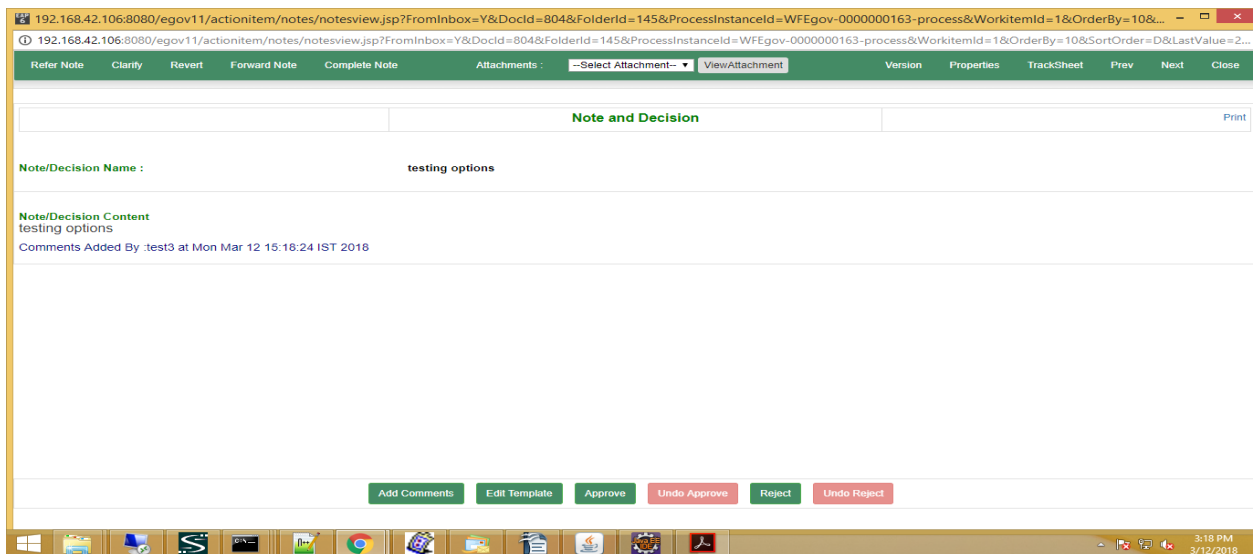 192.168.42.106:8080/egov11/actionitem/notes/notesview.jsp?FromInbox=Y&DocId=804&FolderId=145&ProcessInstanceId=WFEgov-0000000163-process&WorkitemId=1&OrderBy=10&...
192.168.42.106:8080/egov11/actionitem/notes/notesview.jsp?FromInbox=Y&DocId=804&FolderId=145&ProcessInstanceId=WFEgov-0000000163-process&WorkitemId=1&OrderBy=10&SortOrder=D&LastValue=2...
Refer Note Clarify Revert Forward Note Complete Note Attachments : --Select Attachment-- ViewAttachment Version Properties TrackSheet Prev Next Close
Note and Decision Print
Note/Decision Name : testing options
Note/Decision Content
testing options
Comments Added By :test3 at Mon Mar 12 15:18:24 IST 2018
Add Comments Edit Template Approve Undo Approve Reject Undo Reject
3:18 PM
3/12/2018